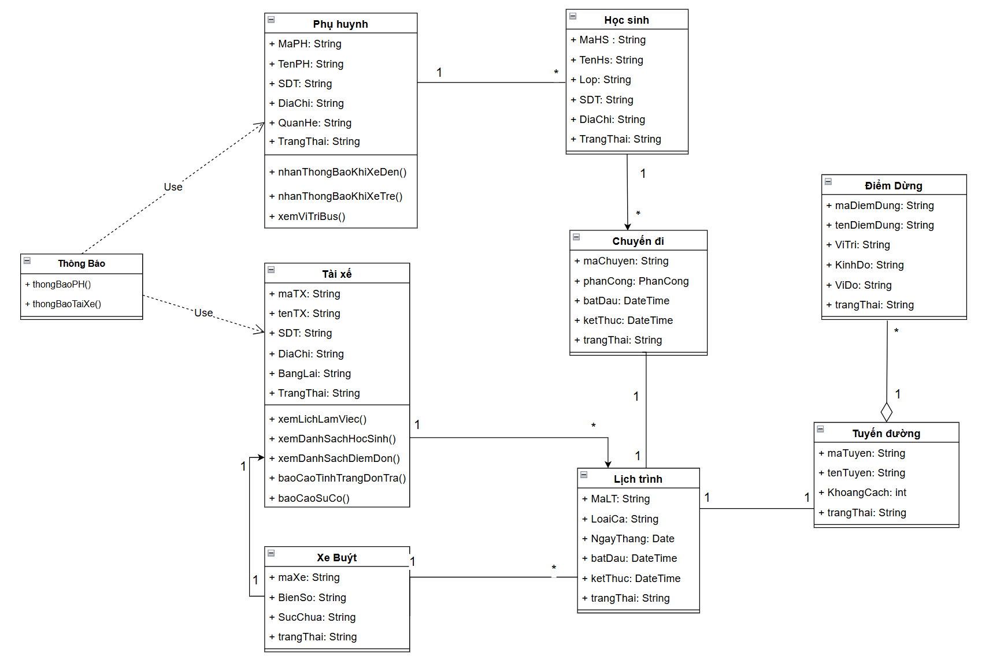 Phụ huynh
+ MaPH: String
+ TenPH: String
+ SDT: String
+ DiaChi: String
+ QuanHe: String
+ TrangThai: String
+ nhanThongBaoKhiXeDen()
+ nhanThongBaoKhiXeTre()
+ xemViTriBus()
1
*
Học sinh
+ MaHS : String
+ TenHs: String
+ Lop: String
+ SDT: String
+ DiaChi: String
+ TrangThai: String
1
*
Use
Thông Báo
+ thongBaoPH()
+ thongBaoTaiXe()
Use
Tài xế
+ maTX: String
+ tenTX: String
+ SDT: String
+ DiaChi: String
+ BangLai: String
+ TrangThai: String
+ xemLichLamViec()
+ xemDanhSachHocSinh()
+ xemDanhSachDiemDon()
+ baoCaoTinhTrangDonTra()
+ baoCaoSuCo()
1
*
Chuyến đi
+ maChuyen: String
+ phanCong: PhanCong
+ batDau: DateTime
+ ketThuc: DateTime
+ trangThai: String
1
1
Điểm Dừng
+ maDiemDung: String
+ tenDiemDung: String
+ ViTri: String
+ KinhDo: String
+ ViDo: String
+ trangThai: String
*
1
Tuyến đường
+ maTuyen: String
+ tenTuyen: String
+ KhoangCach: int
+ trangThai: String
Lịch trình
+ MaLT: String
+ LoaiCa: String
+ NgayThang: Date
+ batDau: DateTime
+ ketThuc: DateTime
+ trangThai: String
1
1
1
1
Xe Buýt
+ maXe: String
+ BienSo: String
+ SucChua: String
+ trangThai: String
1
*